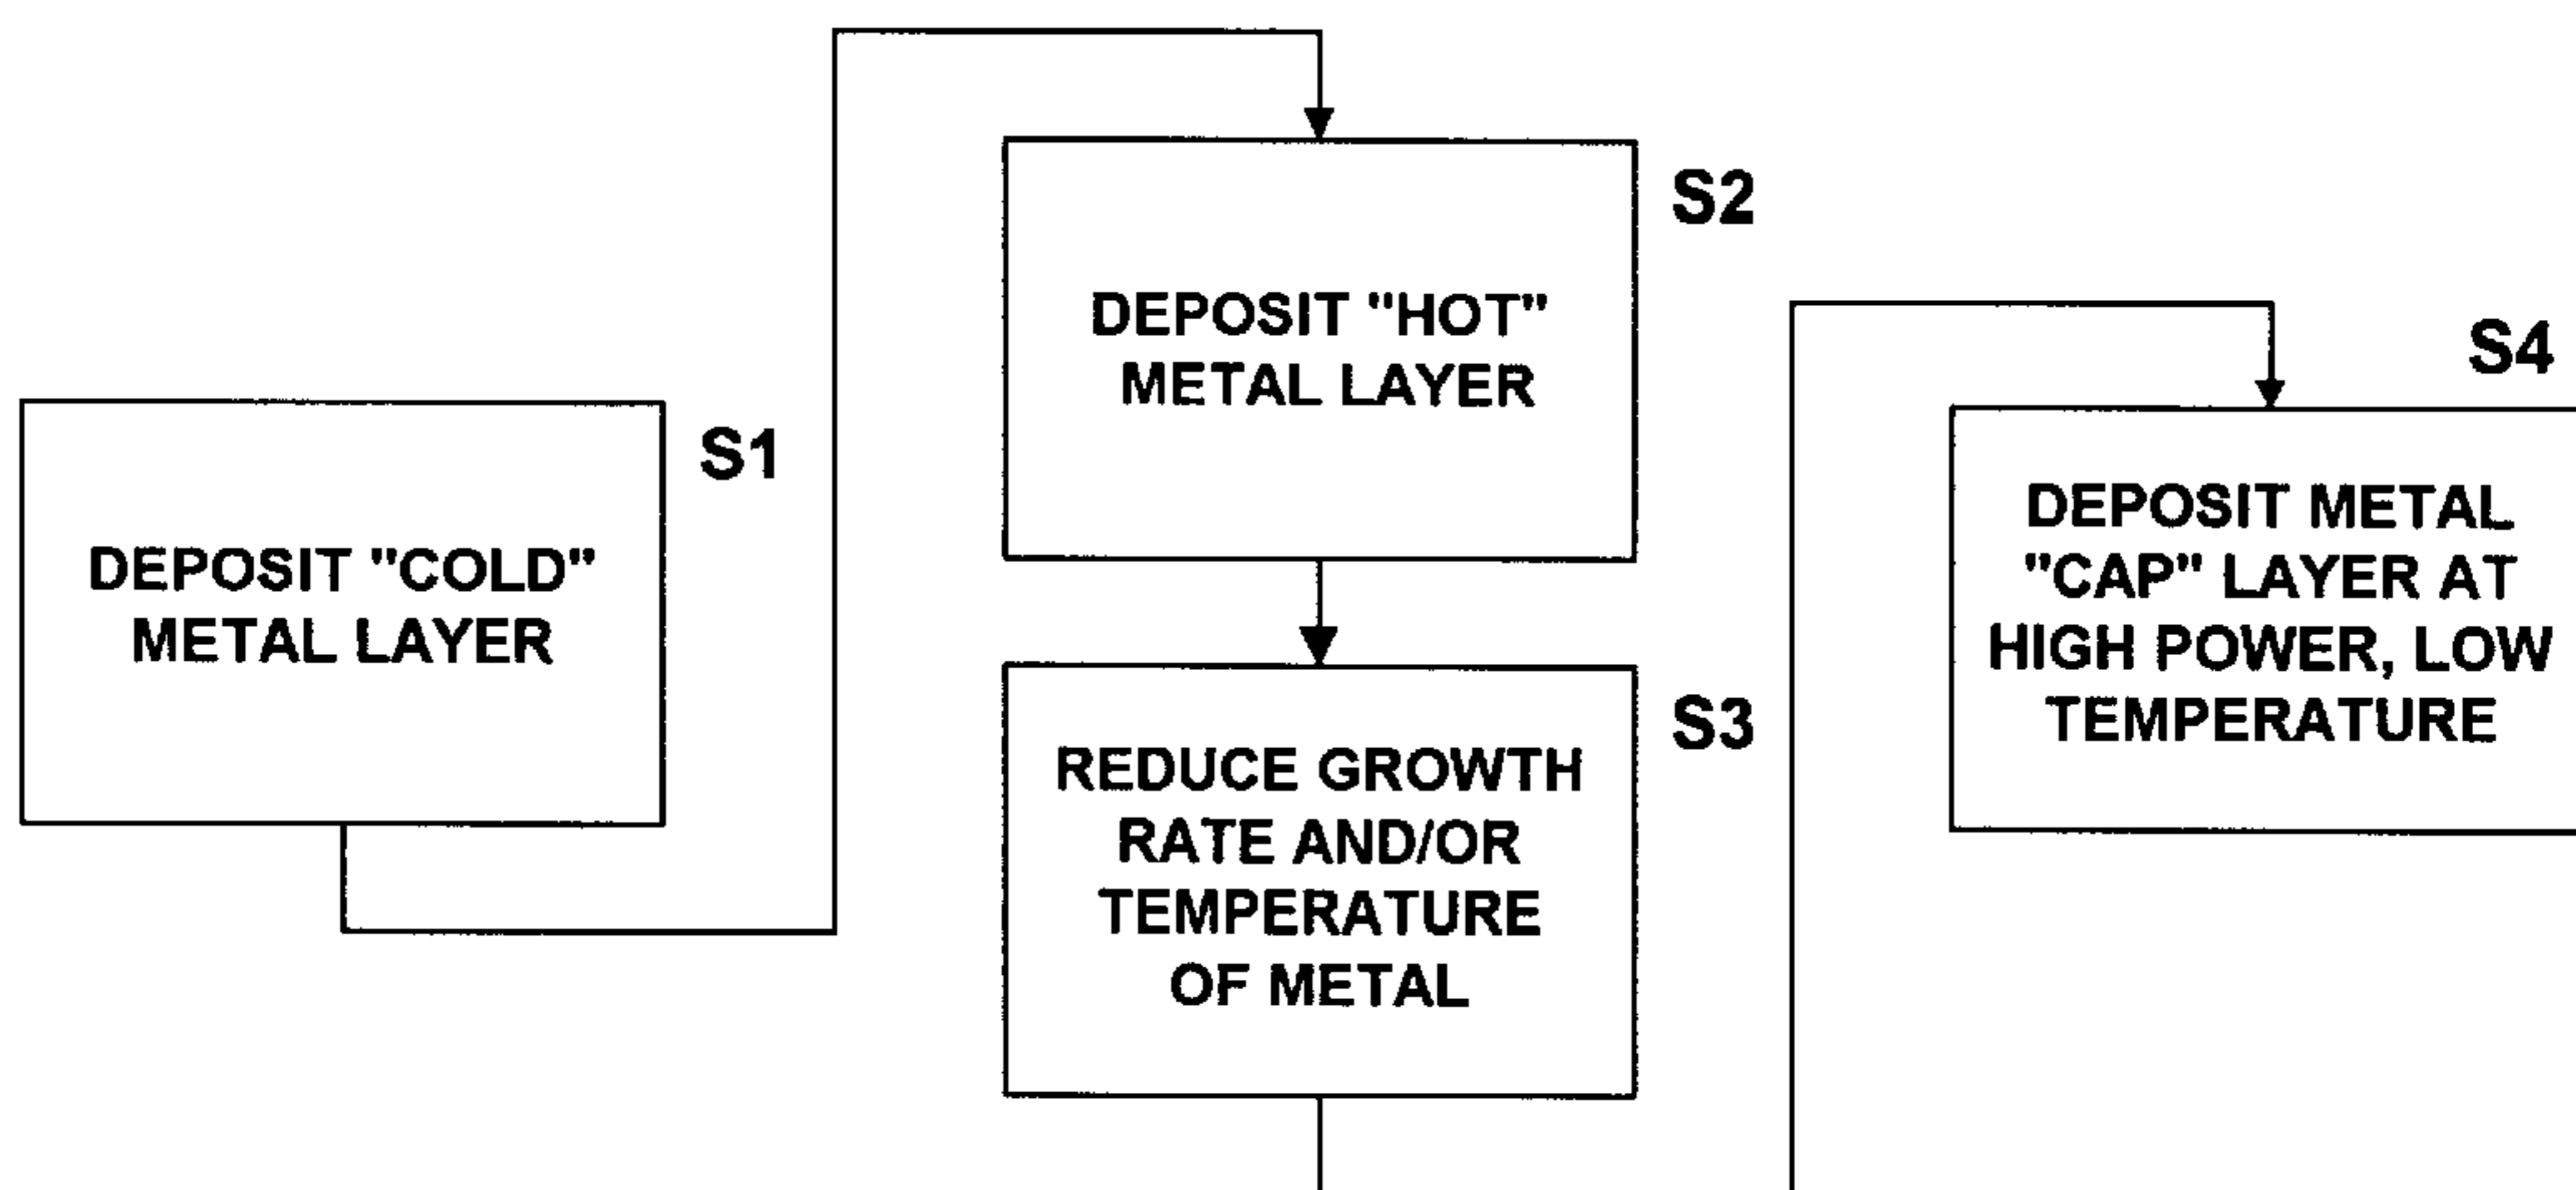 S1
DEPOSIT "COLD"
METAL LAYER
S2
DEPOSIT "HOT"
METAL LAYER
S3
REDUCE GROWTH
RATE AND/OR
TEMPERATURE
OF METAL
S4
DEPOSIT METAL
"CAP" LAYER AT
HIGH POWER, LOW
TEMPERATURE